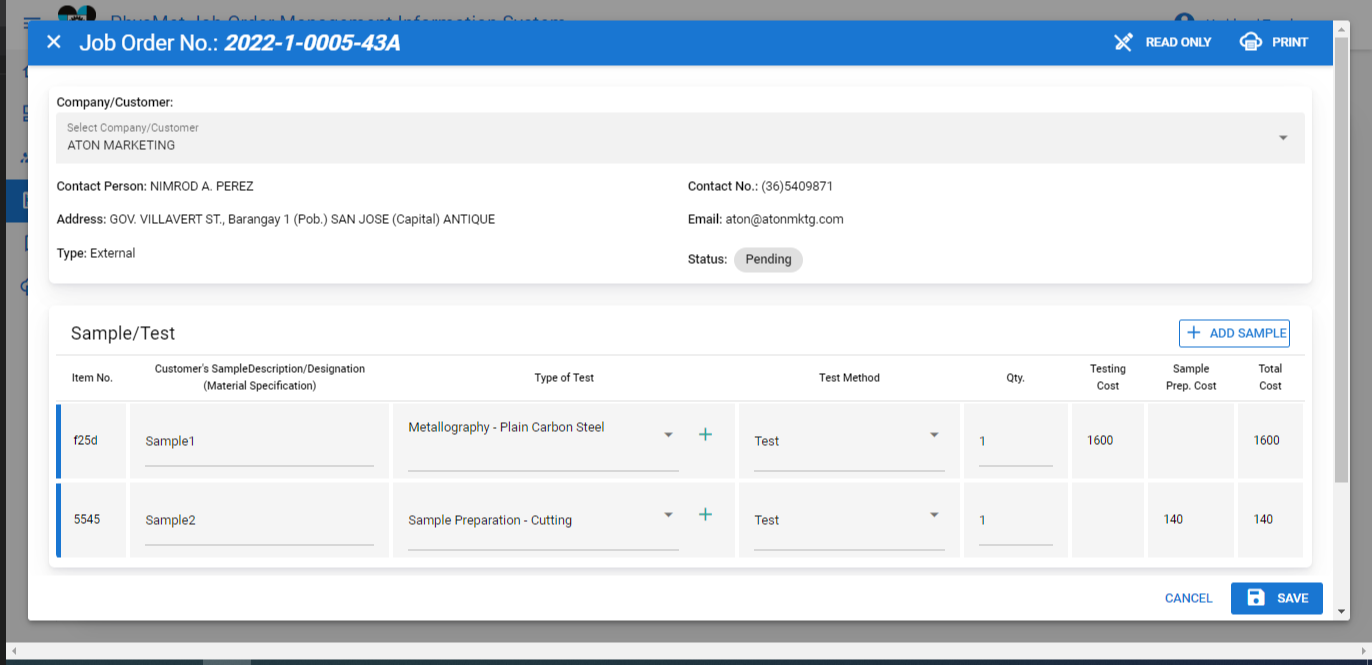 Job Order No.: 2022-1-0005-43A
READ ONLY
PRINT
Company/Customer:
Select Company/Customer
ATON MARKETING
Contact Person: NIMROD A. PEREZ
Contact No.: (36)5409871
Address: GOV. VILLAVERT ST., Barangay 1 (Pob.) SAN JOSE (Capital) ANTIQUE
Email: aton@atonmktg.com
Type: External
Status: Pending
Sample/Test
ADD SAMPLE
Item No.
Customer's SampleDescription/Designation
(Material Specification)
Type of Test
Test Method
Qty.
Testing
Cost
Sample
Prep. Cost
Total
Cost
f25d
Sample1
Metallography - Plain Carbon Steel
Test
1
1600
1600
5545
Sample2
Sample Preparation - Cutting
Test
1
140
140
CANCEL
SAVE